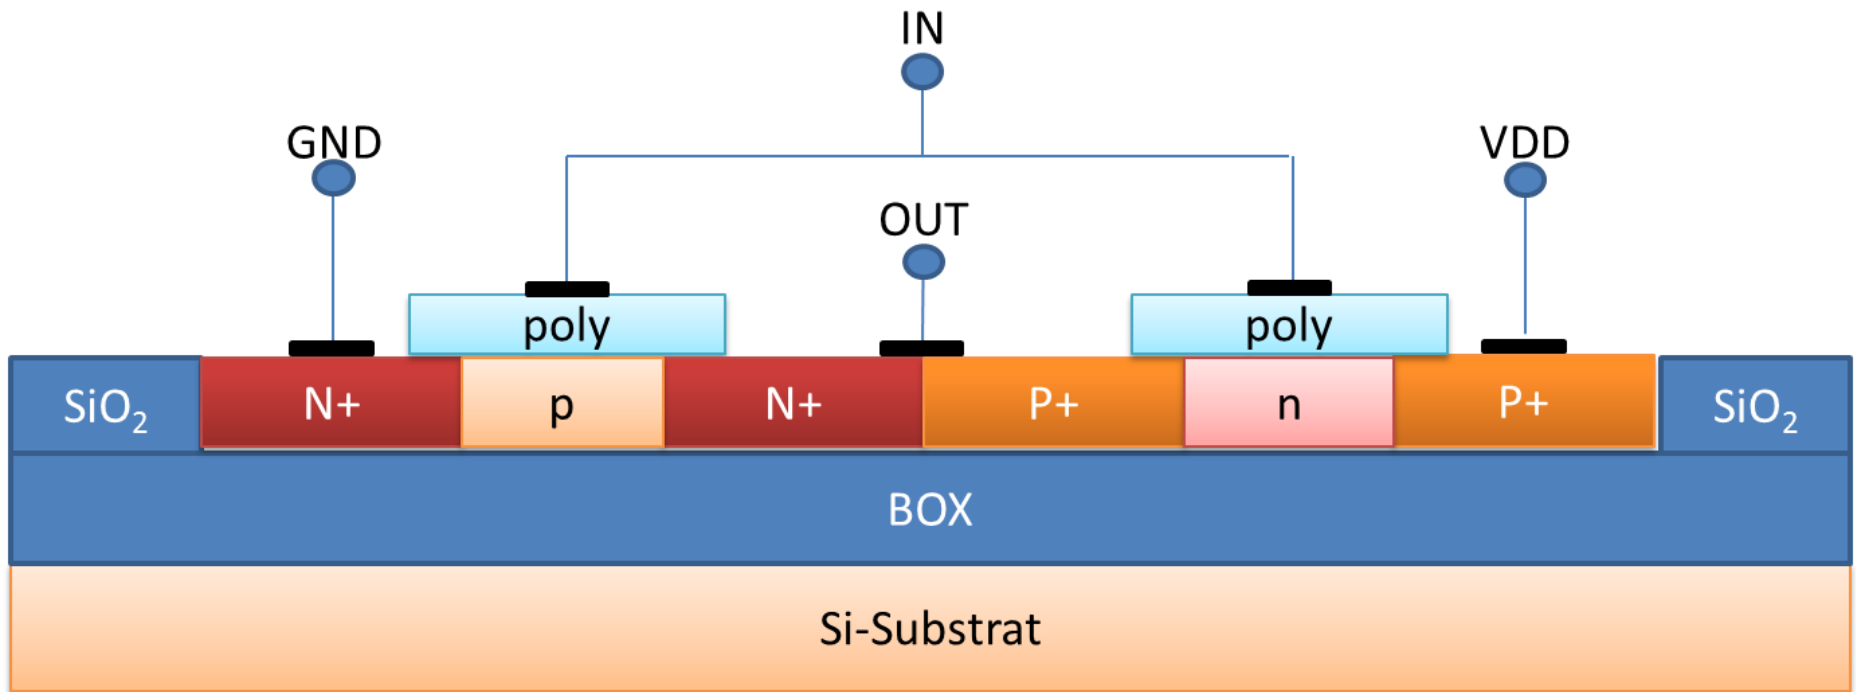 IN
GND
VDD
OUT
poly
poly
SiO₂
N+
p
N+
P+
n
P+
SiO₂
BOX
Si-Substrat